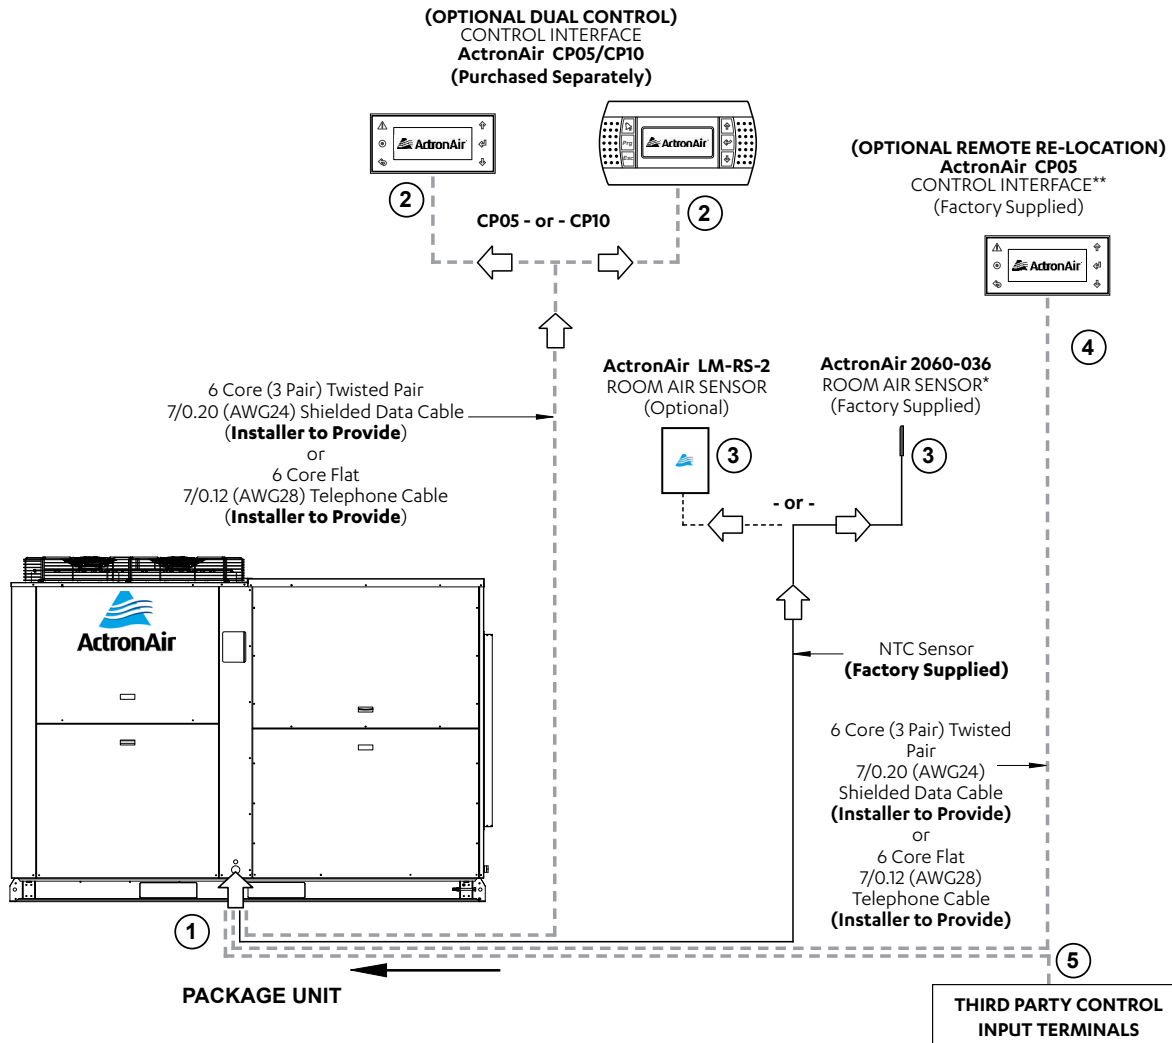 (OPTIONAL DUAL CONTROL)
CONTROL INTERFACE
ActronAir CP05/CP10
(Purchased Separately)
ActronAir
Prg
Esc
ActronAir
2
2
CP05 - or - CP10
(OPTIONAL REMOTE RE-LOCATION)
ActronAir CP05
CONTROL INTERFACE**
(Factory Supplied)
ActronAir
4
6 Core (3 Pair) Twisted Pair
7/0.20 (AWG24) Shielded Data Cable
(Installer to Provide)
or
6 Core Flat
7/0.12 (AWG28) Telephone Cable
(Installer to Provide)
ActronAir LM-RS-2
ROOM AIR SENSOR
(Optional)
3
ActronAir 2060-036
ROOM AIR SENSOR*
(Factory Supplied)
3
- or -
ActronAir
NTC Sensor
(Factory Supplied)
6 Core (3 Pair) Twisted
Pair
7/0.20 (AWG24)
Shielded Data Cable
(Installer to Provide)
or
6 Core Flat
7/0.12 (AWG28)
Telephone Cable
(Installer to Provide)
1
PACKAGE UNIT
5
THIRD PARTY CONTROL
INPUT TERMINALS